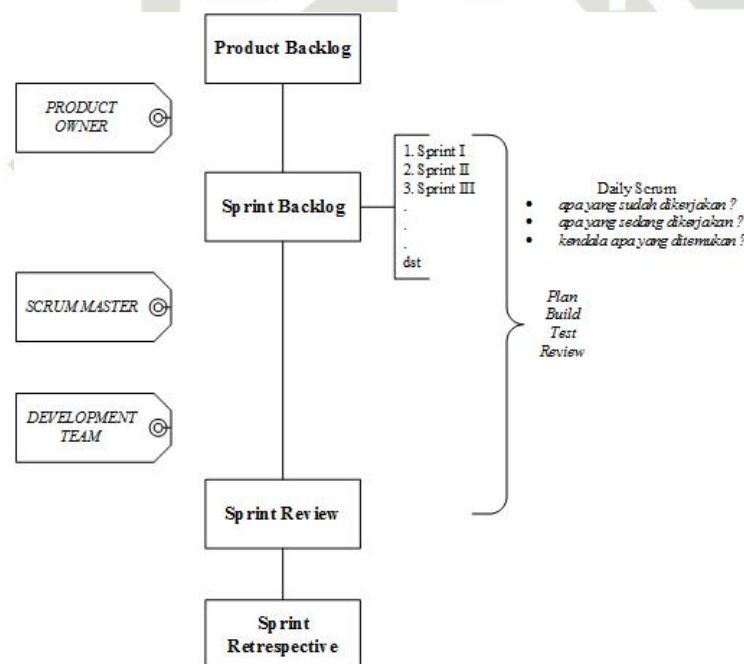 Product Backlog
PRODUCT
OWNER
Sprint Backlog
1. Sprint I
2. Sprint II
3. Sprint III
.
.
.
dst
Daily Scrum
• apa yang sudah dikerjakan ?
• apa yang sedang dikerjakan ?
• kendala apa yang ditemukan ?
SCRUM MASTER
Plan
Build
Test
Review
DEVELOPMENT
TEAM
Sprint Review
Sprint
Retrespective